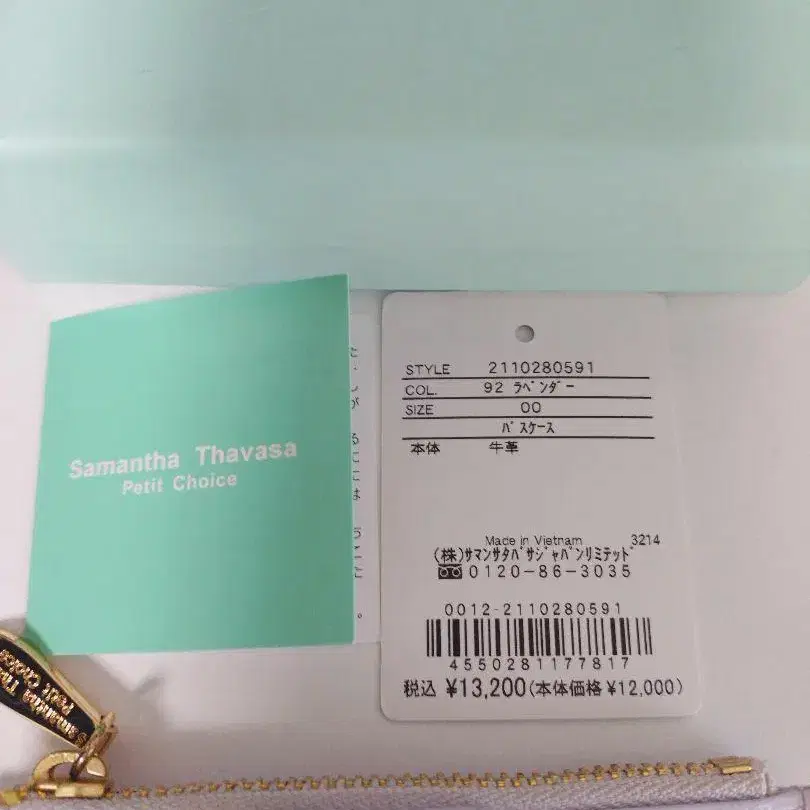 Samantha Thavasa
Petit Choice
STYLE 2110280591
COL. 92 ﾗﾍﾞﾝﾀﾞｰ
SIZE 00
ﾊﾟｽｹｰｽ
本体 牛革
Made in Vietnam 3214
(株)ｻﾏﾝｻﾀﾊﾞｻｼﾞｬﾊﾟﾝﾘﾐﾃｯﾄﾞ
0120-86-3035
0012-2110280591
4550281177817
税込 ¥13,200(本体価格 ¥12,000)
Petit Choice